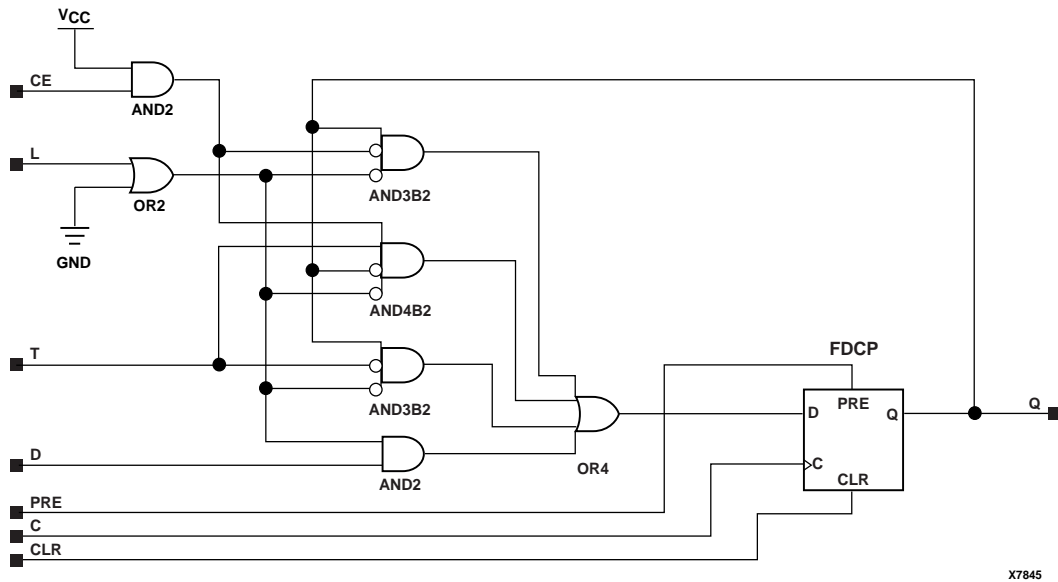 VCC
CE
AND2
L
OR2
AND3B2
GND
AND4B2
T
FDCP
AND3B2
PRE
D
Q
Q
C
OR4
CLR
D
AND2
PRE
C
CLR
X7845